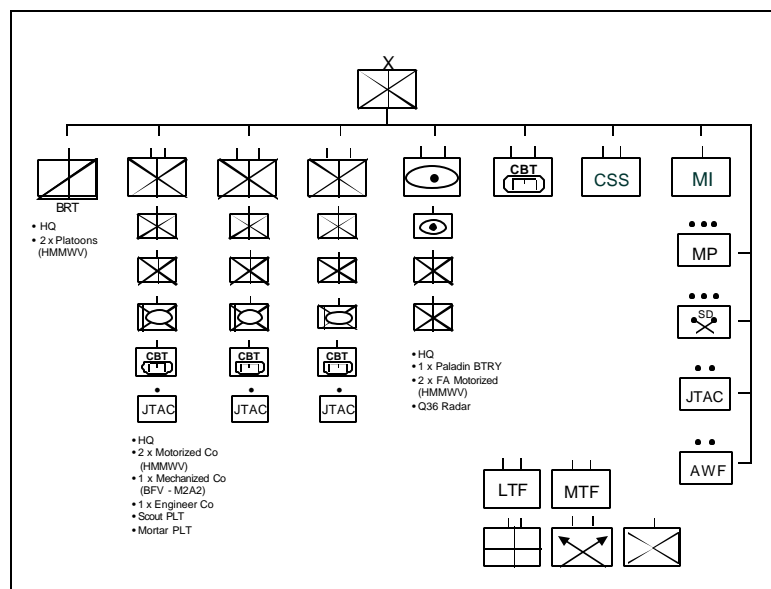 X
CBT
CSS
MI
BRT
• HQ
• 2 x Platoons
(HMMWV)
MP
SD
CBT
CBT
CBT
JTAC
JTAC
JTAC
JTAC
AWF
• HQ
• 1 x Paladin BTRY
• 2 x FA Motorized
(HMMWV)
• Q36 Radar
• HQ
• 2 x Motorized Co
(HMMWV)
• 1 x Mechanized Co
(BFV - M2A2)
• 1 x Engineer Co
• Scout PLT
• Mortar PLT
LTF
MTF